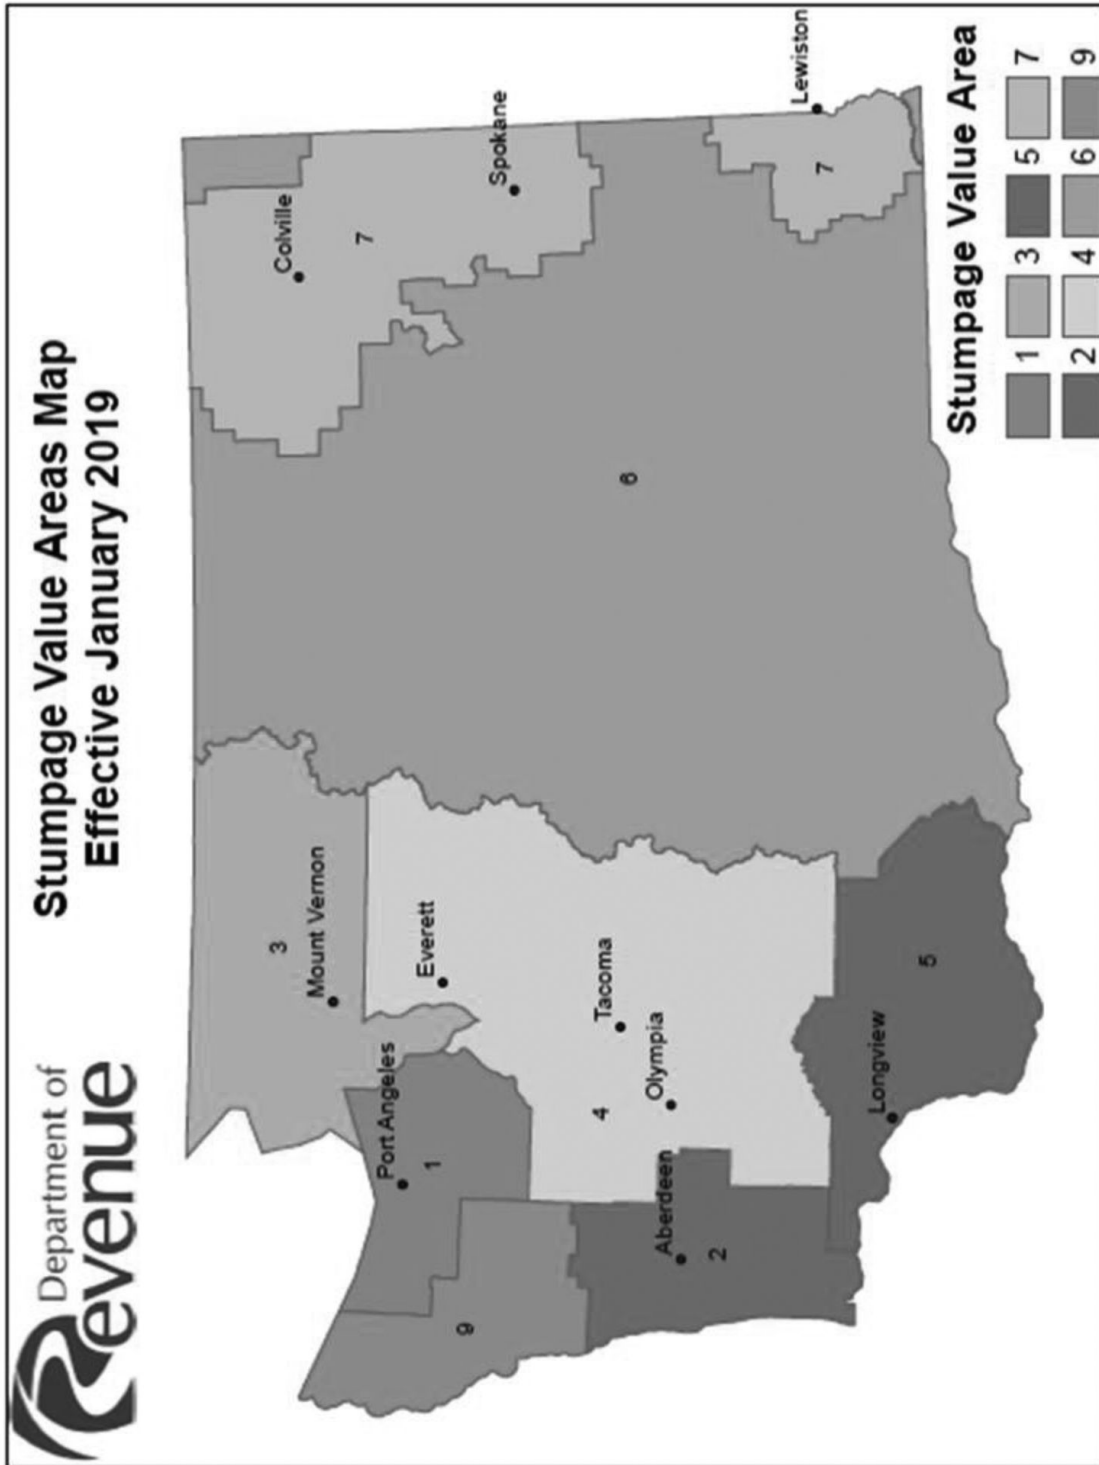 Department of
Revenue
Stumpage Value Areas Map
Effective January 2019
3
Colville
Mount Vernon
7
Port Angeles
Everett
1
9
Spokane
4
Tacoma
6
Olympia
Aberdeen
2
Lewiston
7
Longview
5
Stumpage Value Area
1 3 5 7
2 4 6 9